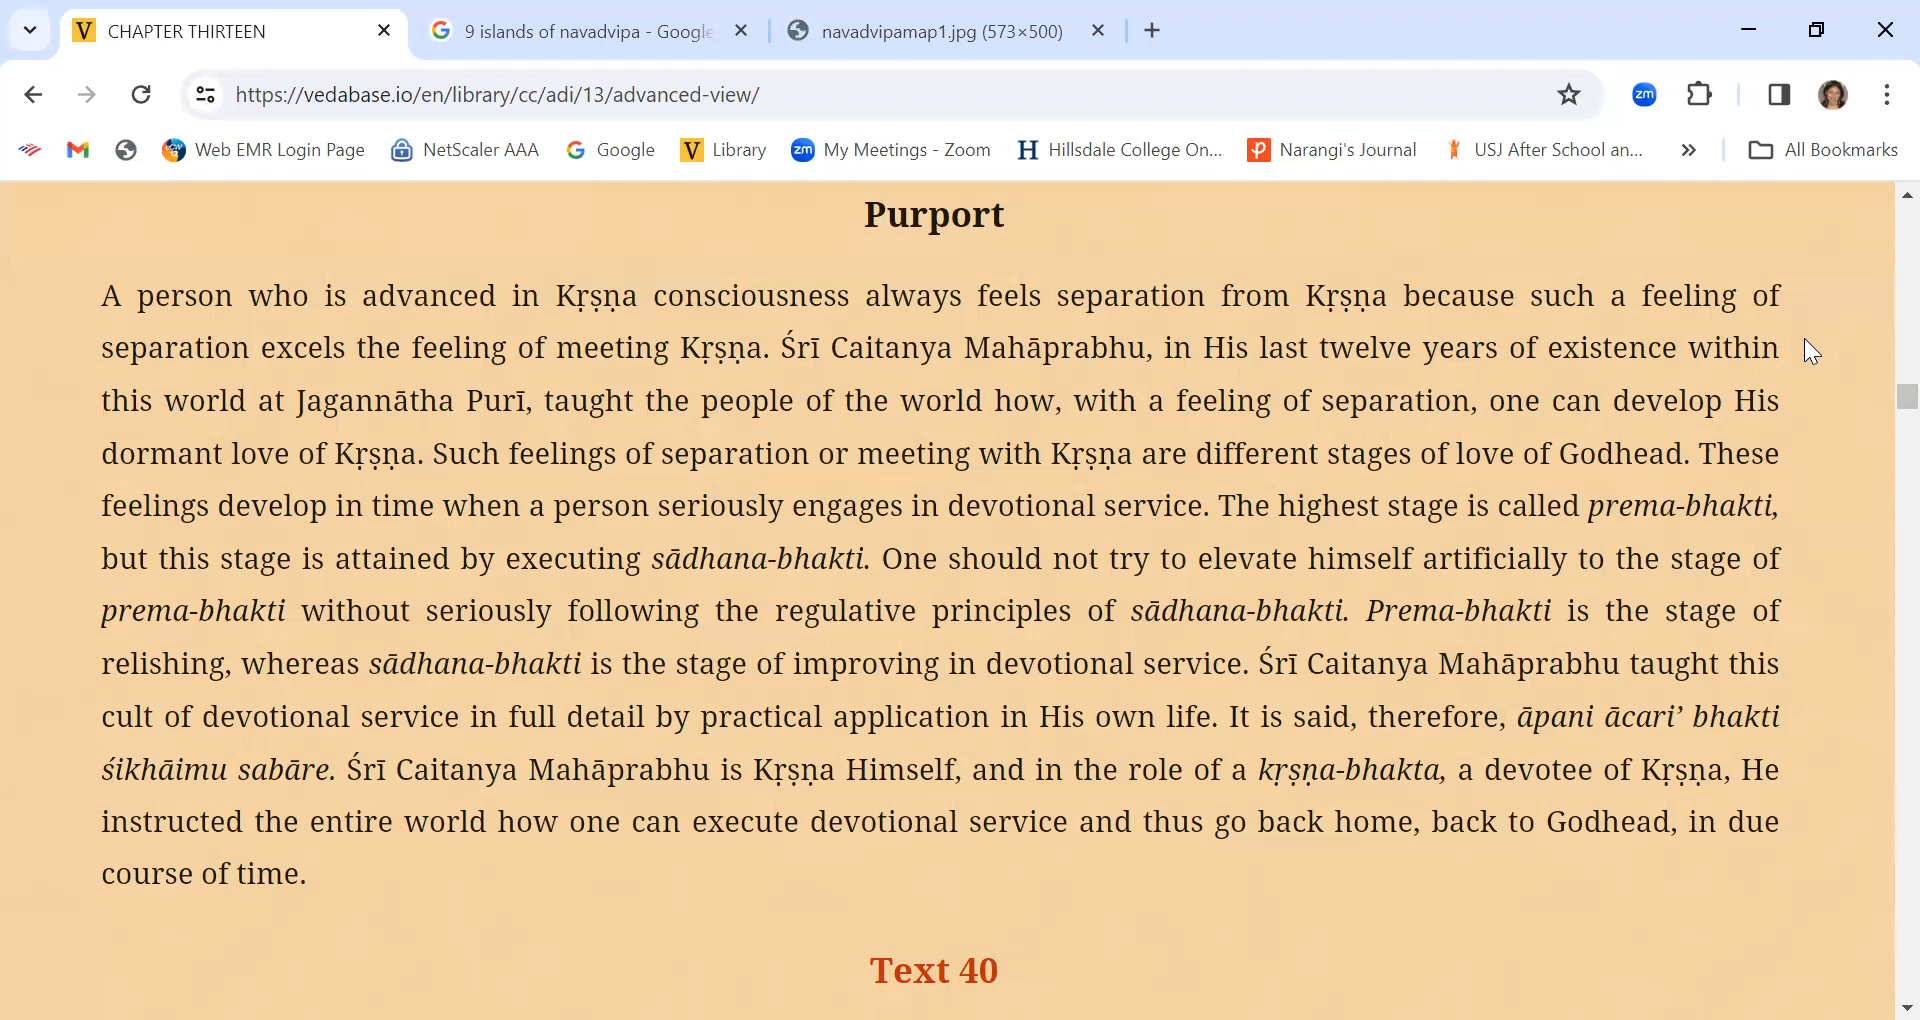 CHAPTER THIRTEEN
9 islands of navadvipa - Google
navadvipamap1.jpg (573×500)
https://vedabase.io/en/library/cc/adi/13/advanced-view/
zm
Web EMR Login Page
NetScaler AAA
Google
V Library
zm My Meetings - Zoom
H Hillsdale College On...
Narangi's Journal
USJ After School an...
All Bookmarks
Purport
A person who is advanced in Kṛṣṇa consciousness always feels separation from Kṛṣṇa because such a feeling of
separation excels the feeling of meeting Kṛṣṇa. Śrī Caitanya Mahāprabhu, in His last twelve years of existence within
this world at Jagannātha Purī, taught the people of the world how, with a feeling of separation, one can develop His
dormant love of Kṛṣṇa. Such feelings of separation or meeting with Kṛṣṇa are different stages of love of Godhead. These
feelings develop in time when a person seriously engages in devotional service. The highest stage is called prema-bhakti,
but this stage is attained by executing sādhana-bhakti. One should not try to elevate himself artificially to the stage of
prema-bhakti without seriously following the regulative principles of sādhana-bhakti. Prema-bhakti is the stage of
relishing, whereas sādhana-bhakti is the stage of improving in devotional service. Śrī Caitanya Mahāprabhu taught this
cult of devotional service in full detail by practical application in His own life. It is said, therefore, āpani ācari’ bhakti
śikhāimu sabāre. Śrī Caitanya Mahāprabhu is Kṛṣṇa Himself, and in the role of a kṛṣṇa-bhakta, a devotee of Kṛṣṇa, He
instructed the entire world how one can execute devotional service and thus go back home, back to Godhead, in due
course of time.
Text 40